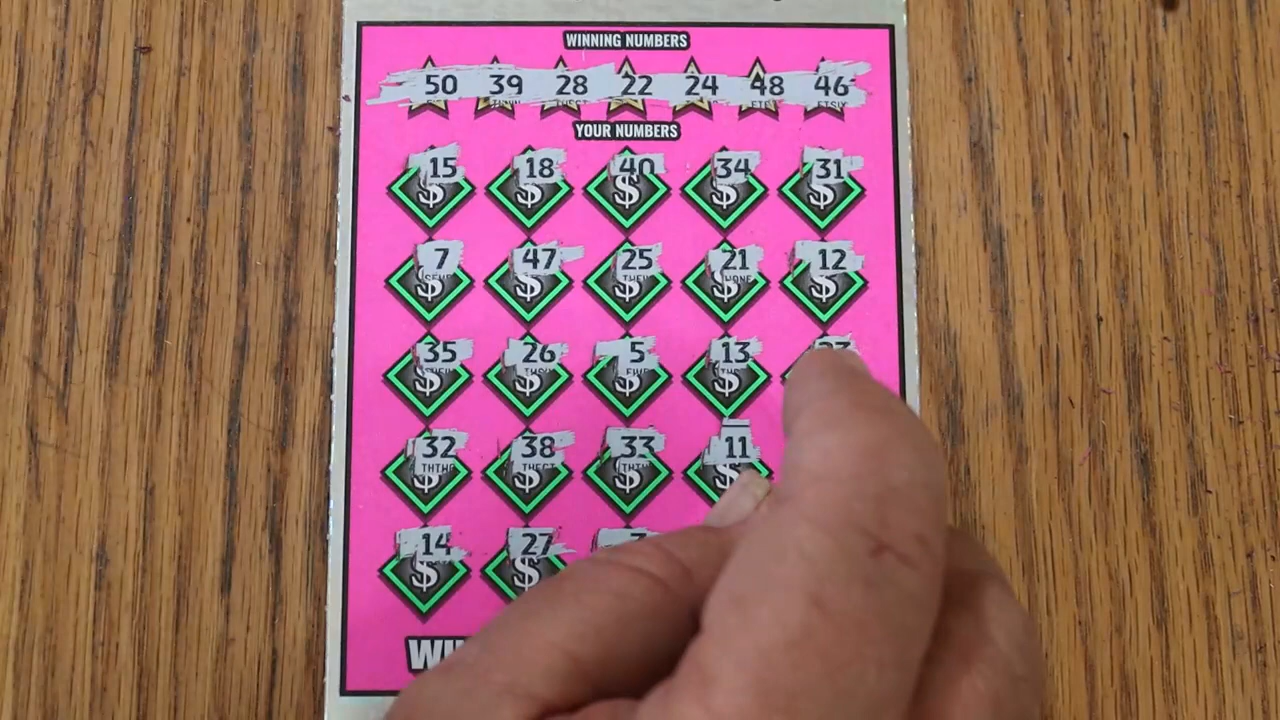 WINNING NUMBERS
50 39 28 22 24 48 46
YOUR NUMBERS
15 18 40 34 31
$ $ $ $ $
7 47 25 21 12
$ $ $ $ $
35 26 5 13
$ $ $ $
32 38 33 11
THTH
$ $ $ $
14 27
$ $